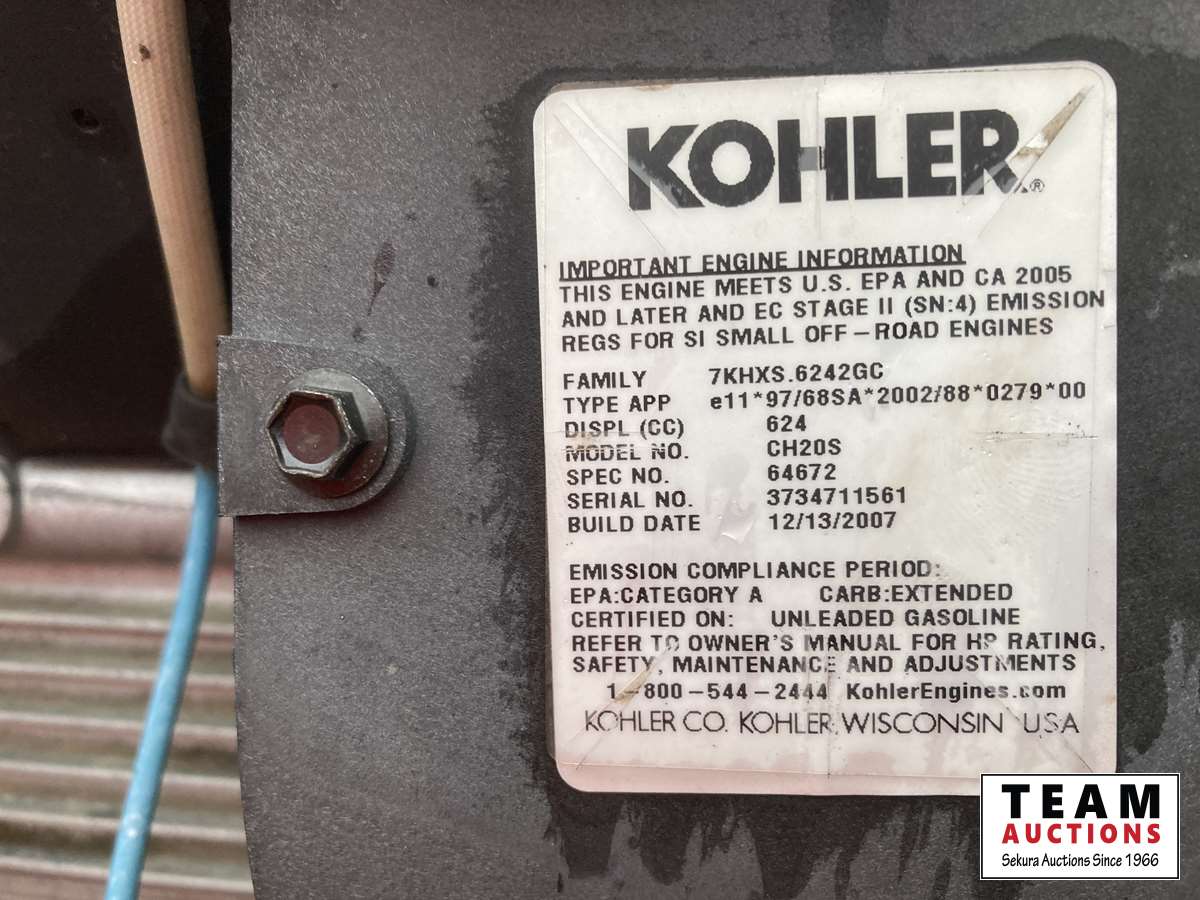 KOHLER®
IMPORTANT ENGINE INFORMATION
THIS ENGINE MEETS U.S. EPA AND CA 2005
AND LATER AND EC STAGE II (SN:4) EMISSION
REGS FOR SI SMALL OFF-ROAD ENGINES
FAMILY 7KHXS.6242GC
TYPE APP e11*97/68SA*2002/88*0279*00
DISPL (CC) 624
MODEL NO. CH20S
SPEC NO. 64672
SERIAL NO. 3734711561
BUILD DATE 12/13/2007
EMISSION COMPLIANCE PERIOD:
EPA:CATEGORY A CARB:EXTENDED
CERTIFIED ON: UNLEADED GASOLINE
REFER TO OWNER'S MANUAL FOR HP RATING,
SAFETY, MAINTENANCE AND ADJUSTMENTS
1-800-544-2444 KohlerEngines.com
KOHLER CO. KOHLER, WISCONSIN USA
TEAM
AUCTIONS
Sekura Auctions Since 1966